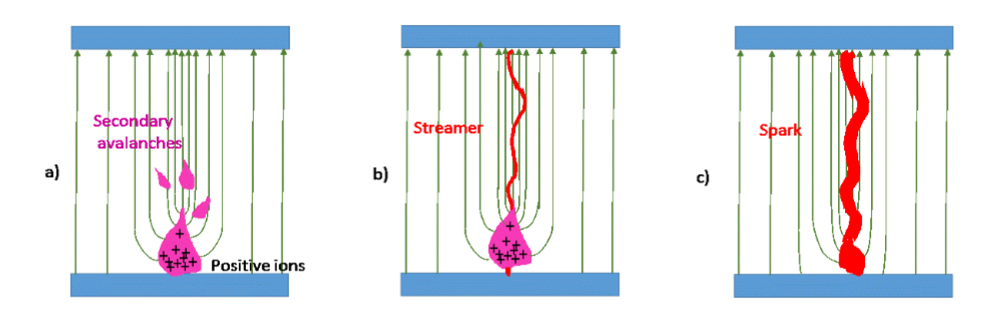 a)
Secondary
avalanches
+ + + + + + + + +
Positive ions
b)
Streamer
+ + + + + + + + +
c)
Spark